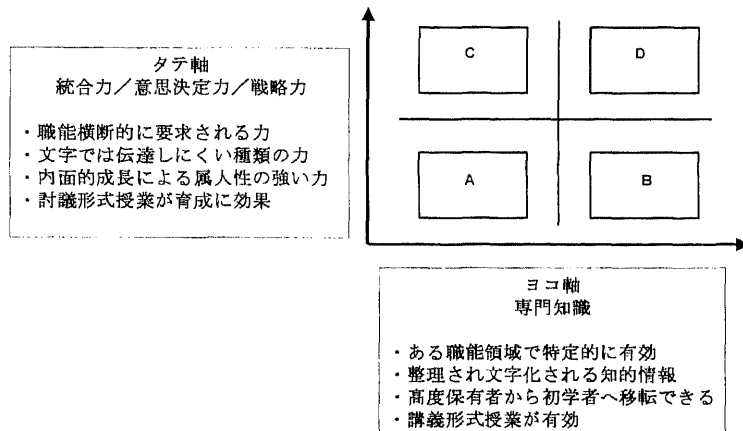 タテ軸
統合力／意思決定力／戦略力
・職能横断的に要求される力
・文字では伝達しにくい種類の力
・内面的成長による属人性の強い力
・討議形式授業が育成に効果
C
D
A
B
ヨコ軸
専門知識
・ある職能領域で特定的に有効
・整理され文字化される知的情報
・高度保有者から初学者へ移転できる
・講義形式授業が有効